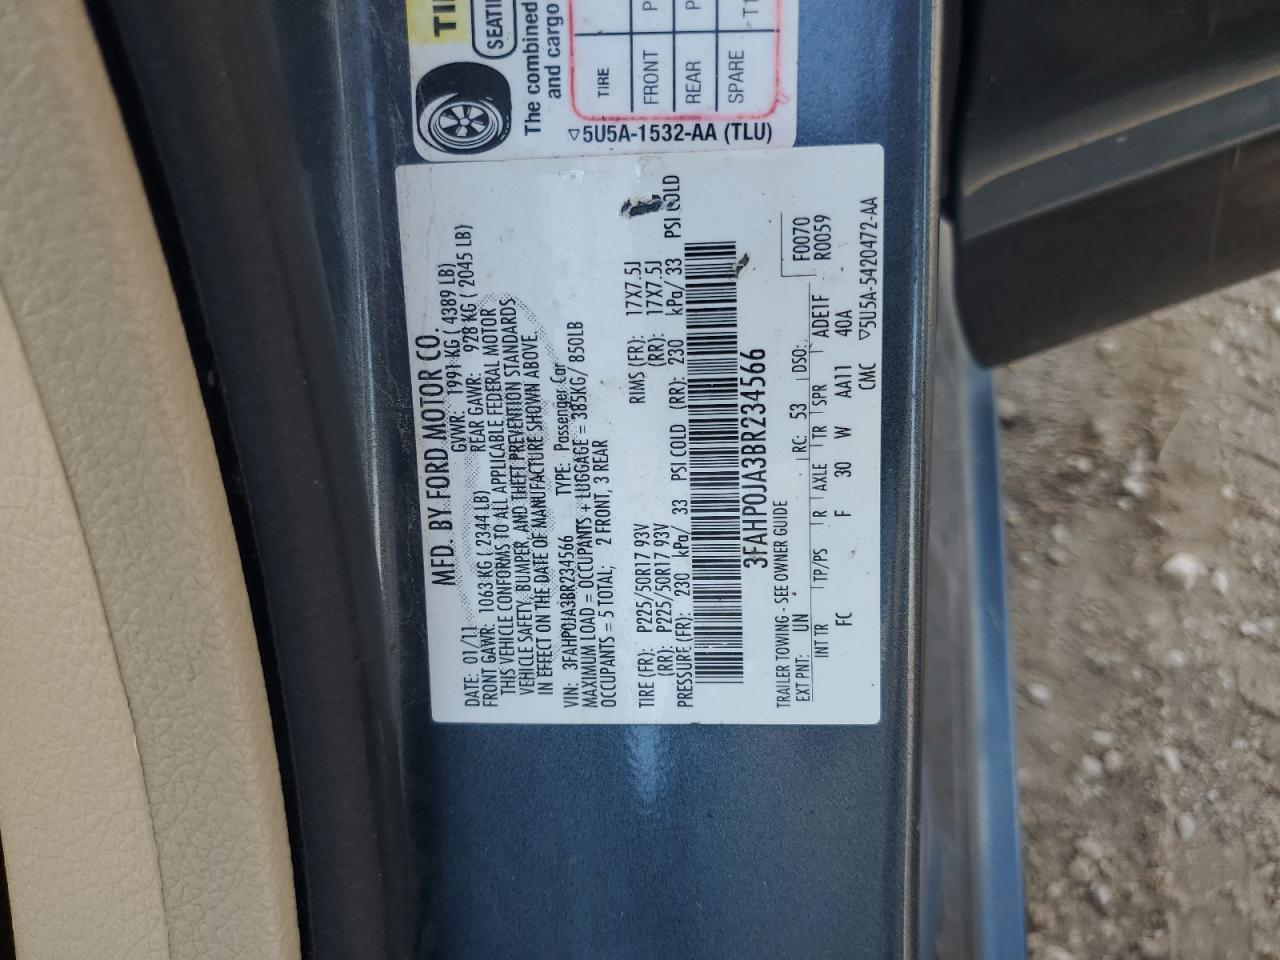 TI
SEATI
The combined
and cargo
TIRE
FRONT P
REAR P
SPARE T1
5U5A-1532-AA (TLU)
MFD. BY FORD MOTOR CO.
DATE: 01/11 GVWR: 1991 KG ( 4389 LB)
FRONT GAWR: 1063 KG ( 2344 LB) REAR GAWR: 928 KG ( 2045 LB)
THIS VEHICLE CONFORMS TO ALL APPLICABLE FEDERAL MOTOR
VEHICLE SAFETY, BUMPER, AND THEFT PREVENTION STANDARDS
IN EFFECT ON THE DATE OF MANUFACTURE SHOWN ABOVE.
VIN: 3FAHP0JA3BR234566 TYPE: Passenger Car
MAXIMUM LOAD = OCCUPANTS + LUGGAGE = 385KG/ 850LB
OCCUPANTS = 5 TOTAL; 2 FRONT, 3 REAR
TIRE (FR): P225/50R17 93V RIMS (FR): 17X7.5J
(RR): P225/50R17 93V (RR): 17X7.5J
PRESSURE (FR): 230 kPa/ 33 PSI COLD (RR): 230 kPa/ 33 PSI COLD
3FAHP0JA3BR234566
TRAILER TOWING - SEE OWNER GUIDE F0070
EXT PNT: UN RC: 53 DSO: R0059
INT TR TP/PS R AXLE TR SPR ADE1F
FC F 30 W AA11 40A
CMC 5U5A-5420472-AA